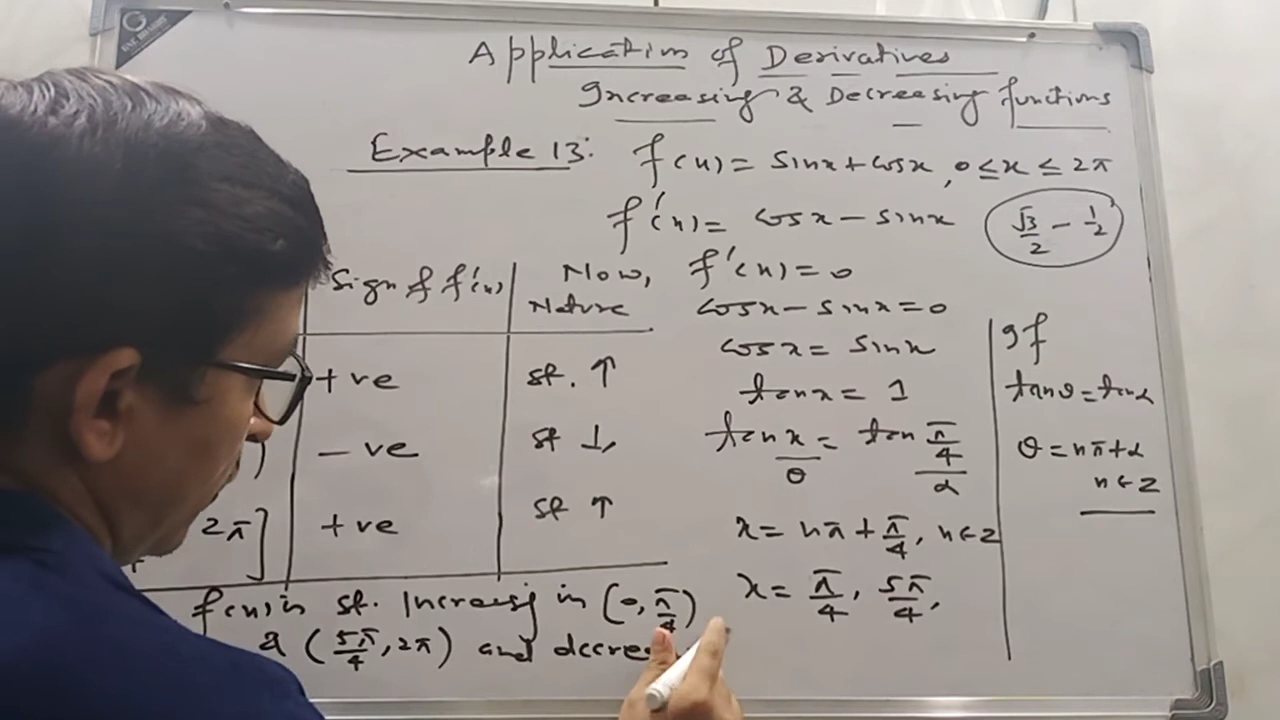 Application of Derivatives
Increasing & Decreasing functions
Example 13: f(x) = sinx + cosx, 0 ≤ x ≤ 2π
f'(x) = cosx - sinx
√3/2 - 1/2
Sign of f'(x)
Nature
+ve
st. ↑
- ve
st ↓
2π]
+ve
st ↑
Now, f'(x) = 0
cosx - sinx = 0
cosx = sinx
tanx = 1
tan x = tan π/4
θ
α
x = nπ + π/4, n∈Z
x = π/4, 5π/4,
If
tanθ = tanα
θ = nπ + α
n∈Z
f(x) is st. Increasing in (0, π/4)
& (5π/4, 2π) and decre